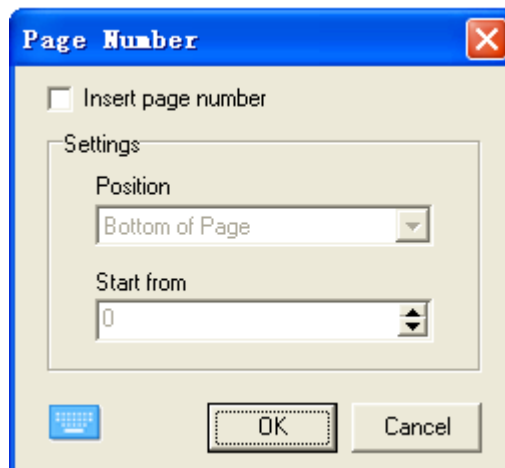 Page Number
Insert page number
Settings
Position
Bottom of Page
Start from
0
OK
Cancel